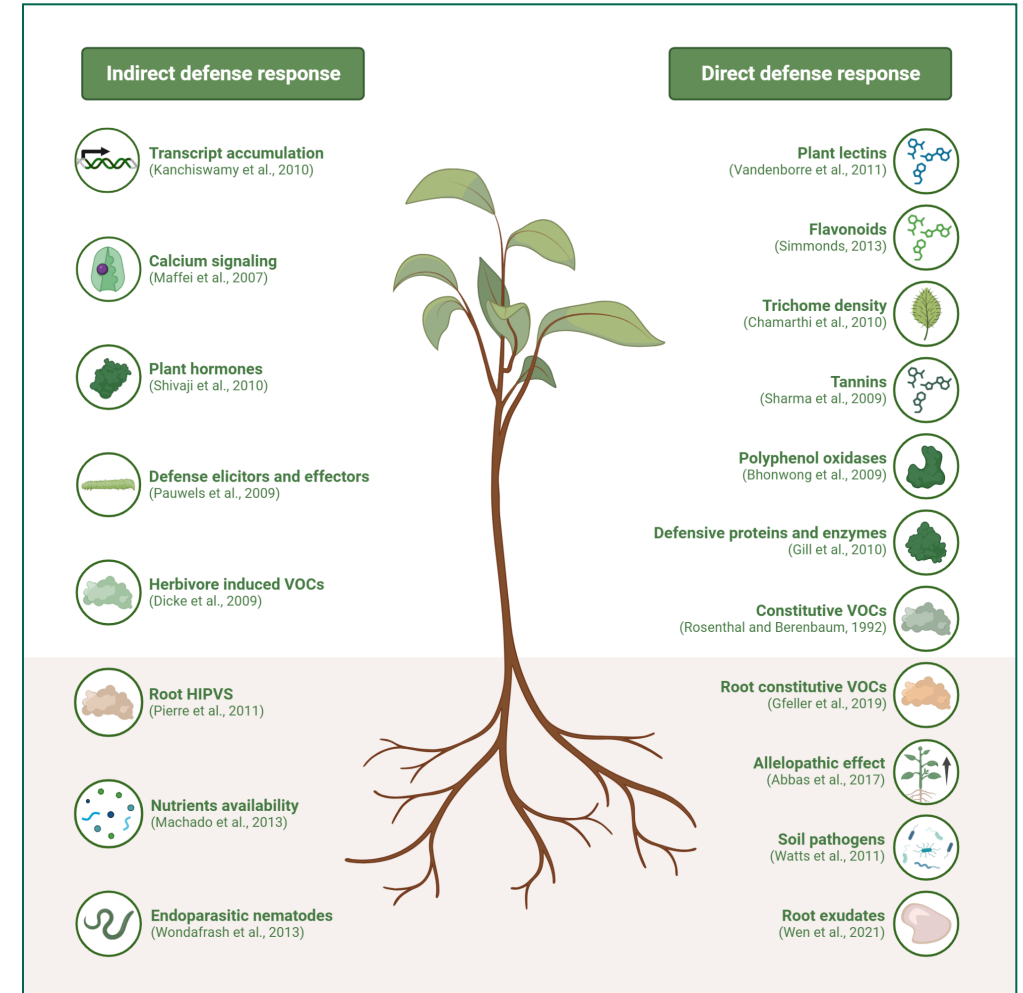 Indirect defense response
Transcript accumulation
(Kanchiswamy et al., 2010)
Calcium signaling
(Maffei et al., 2007)
Plant hormones
(Shivaji et al., 2010)
Defense elicitors and effectors
(Pauwels et al., 2009)
Herbivore induced VOCs
(Dicke et al., 2009)
Root HIPVS
(Pierre et al., 2011)
Nutrients availability
(Machado et al., 2013)
Endoparasitic nematodes
(Wondafrash et al., 2013)
Direct defense response
Plant lectins
(Vandenborre et al., 2011)
Flavonoids
(Simmonds, 2013)
Trichome density
(Chamarthi et al., 2010)
Tannins
(Sharma et al., 2009)
Polyphenol oxidases
(Bhonwong et al., 2009)
Defensive proteins and enzymes
(Gill et al., 2010)
Constitutive VOCs
(Rosenthal and Berenbaum, 1992)
Root constitutive VOCs
(Gfeller et al., 2019)
Allelopathic effect
(Abbas et al., 2017)
Soil pathogens
(Watts et al., 2011)
Root exudates
(Wen et al., 2021)